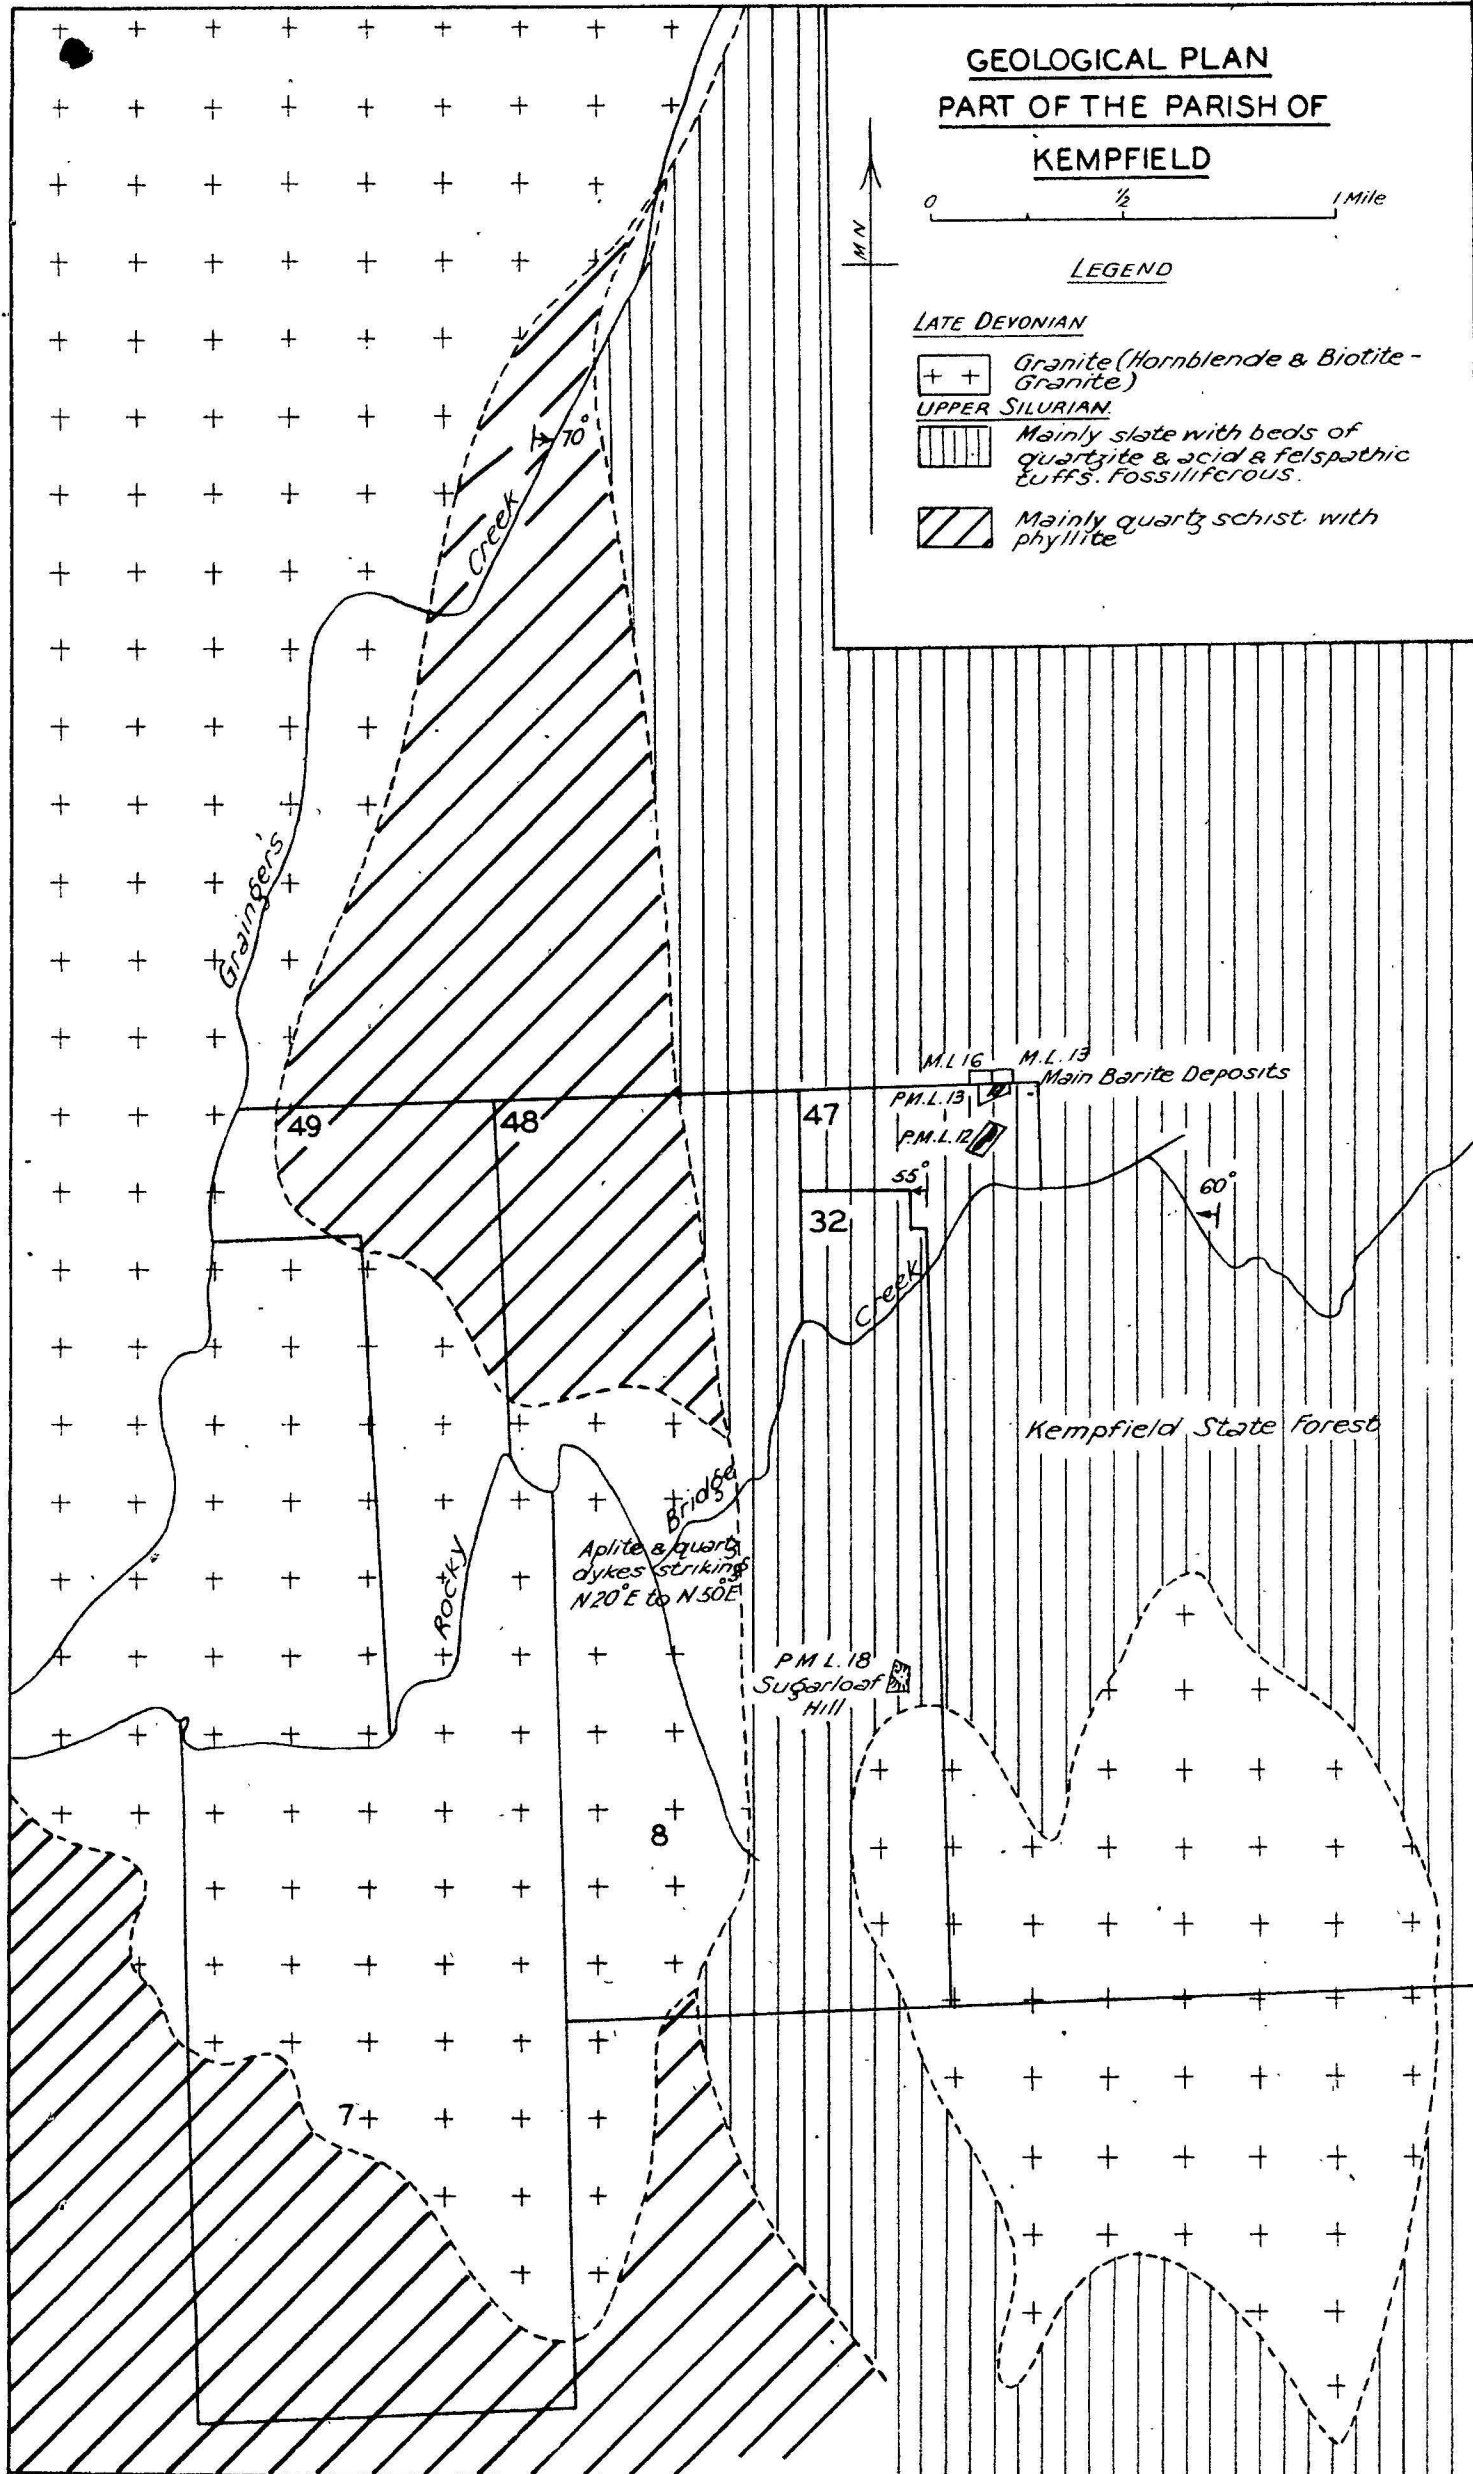 GEOLOGICAL PLAN
PART OF THE PARISH OF
KEMPFIELD
0 1/2 1 Mile
MN
LEGEND
LATE DEVONIAN
Granite (Hornblende & Biotite -
Granite)
UPPER SILURIAN.
Mainly slate with beds of
quartzite & acid & felspathic
tuffs. Fossiliferous.
Mainly quartz schist with
phyllite
70°
Creek
Grainger's
M.L 16 M.L. 13
Main Barite Deposits
P.M.L. 13
49 48 47
P.M.L. 12
55°
60°
32
Creek
Kempfield State Forest
Bridge
Rocky
Aplite & quartz
dykes striking
N20°E to N50°E
P M L. 18
Sugarloaf
Hill
8
7